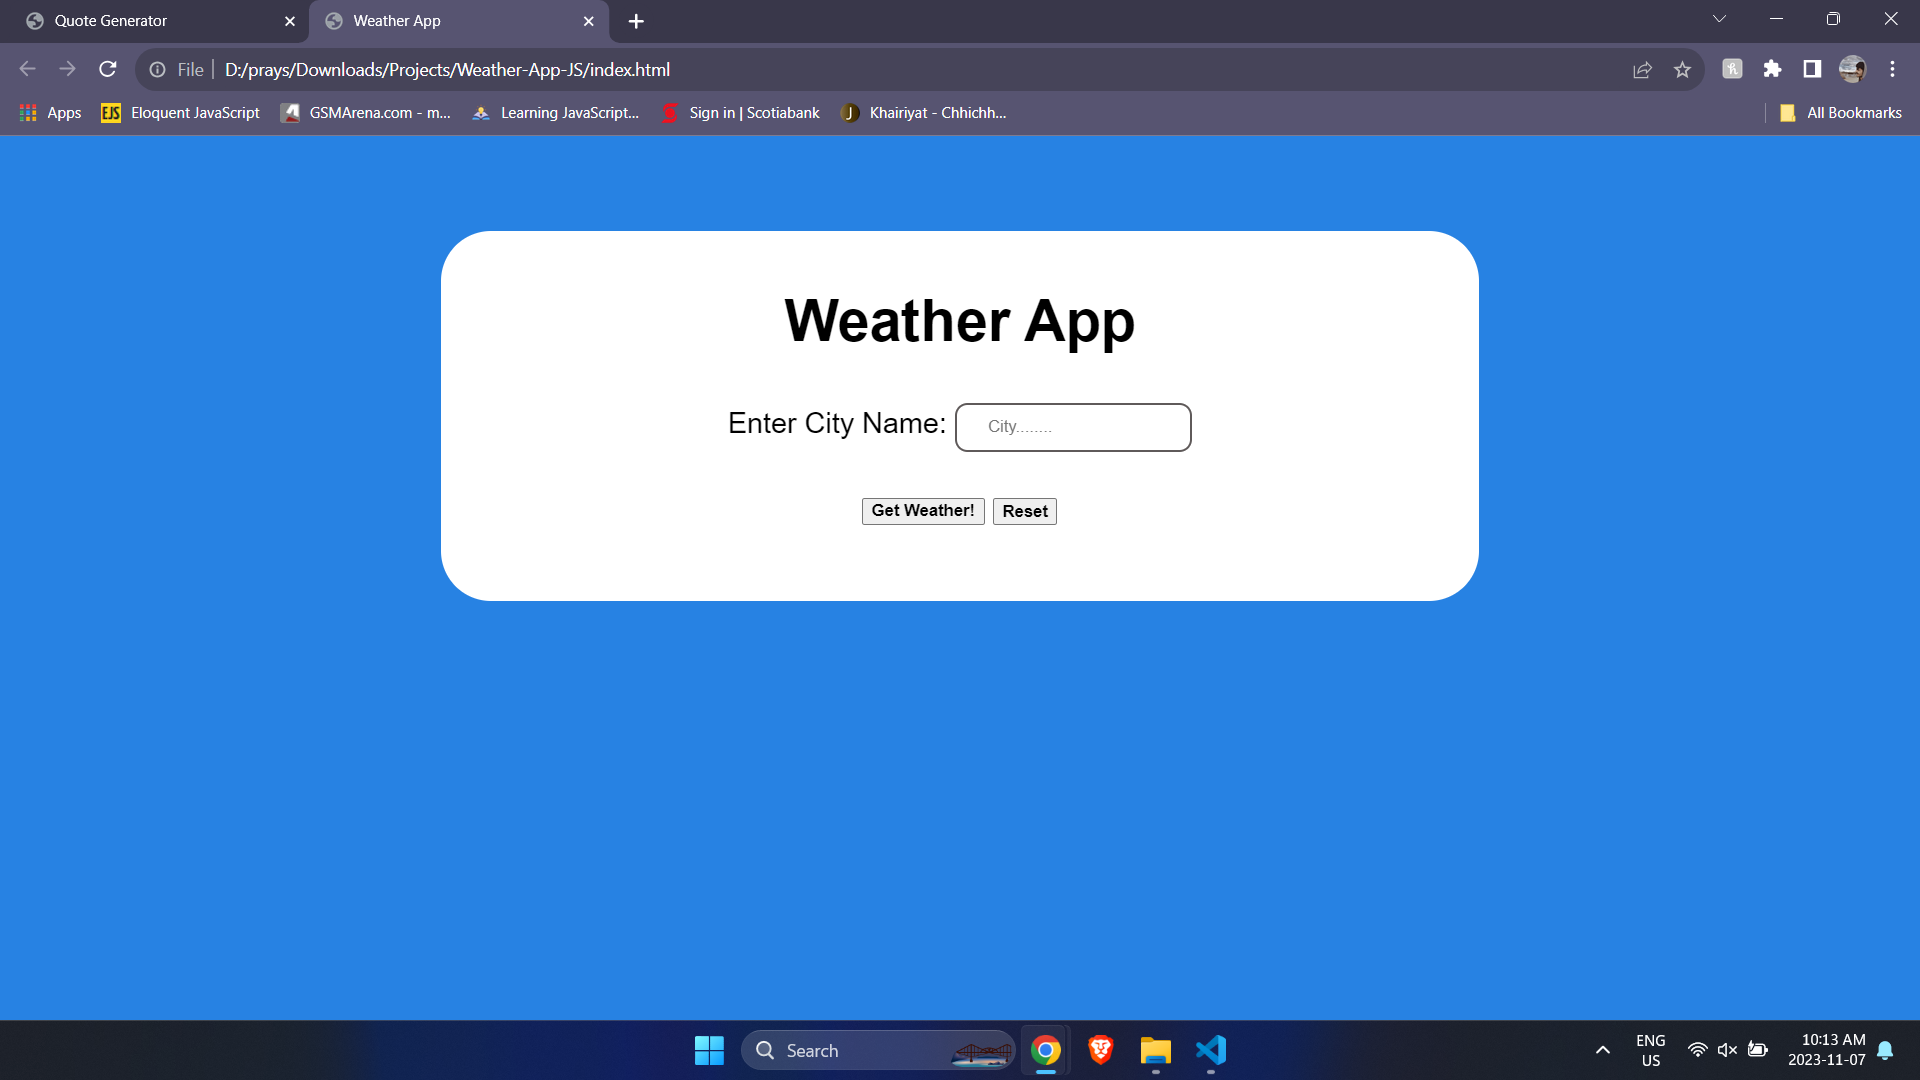 Quote Generator
Weather App
File
D:/prays/Downloads/Projects/Weather-App-JS/index.html
Apps
EJS
Eloquent JavaScript
GSMArena.com - m...
Learning JavaScript...
S
Sign in | Scotiabank
J
Khairiyat - Chhichh...
All Bookmarks
Weather App
Enter City Name:
City........
Get Weather!
Reset
Search
ENG
US
10:13 AM
2023-11-07